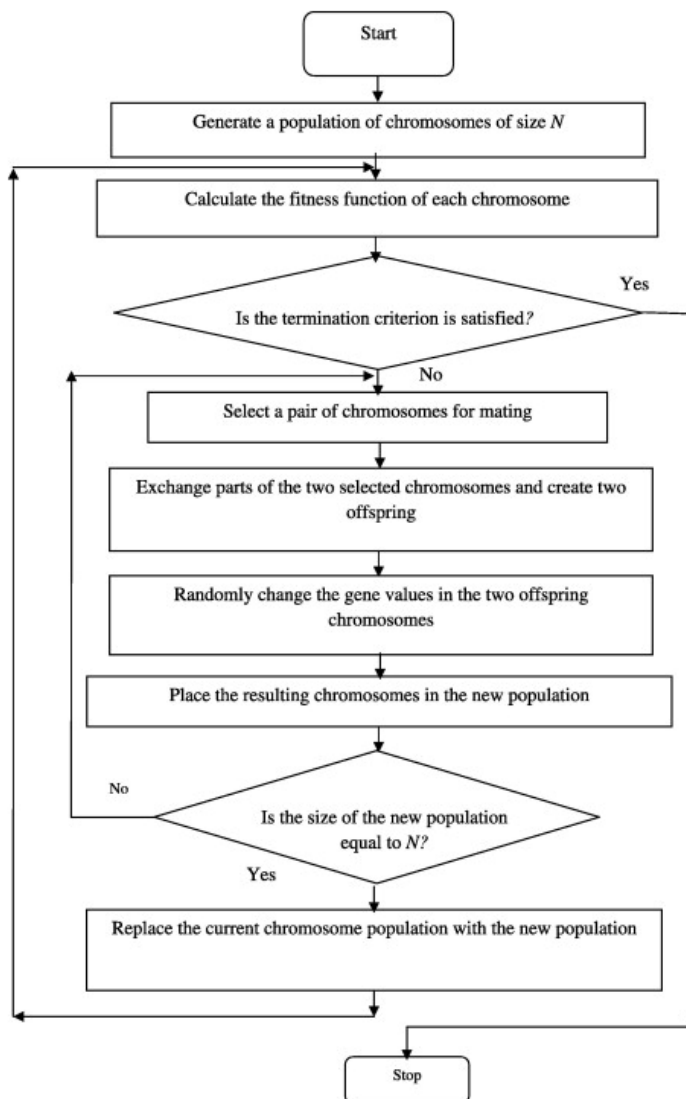 Start
Generate a population of chromosomes of size N
Calculate the fitness function of each chromosome
Yes
Is the termination criterion is satisfied?
No
Select a pair of chromosomes for mating
Exchange parts of the two selected chromosomes and create two
offspring
Randomly change the gene values in the two offspring
chromosomes
Place the resulting chromosomes in the new population
No
Is the size of the new population
equal to N?
Yes
Replace the current chromosome population with the new population
Stop